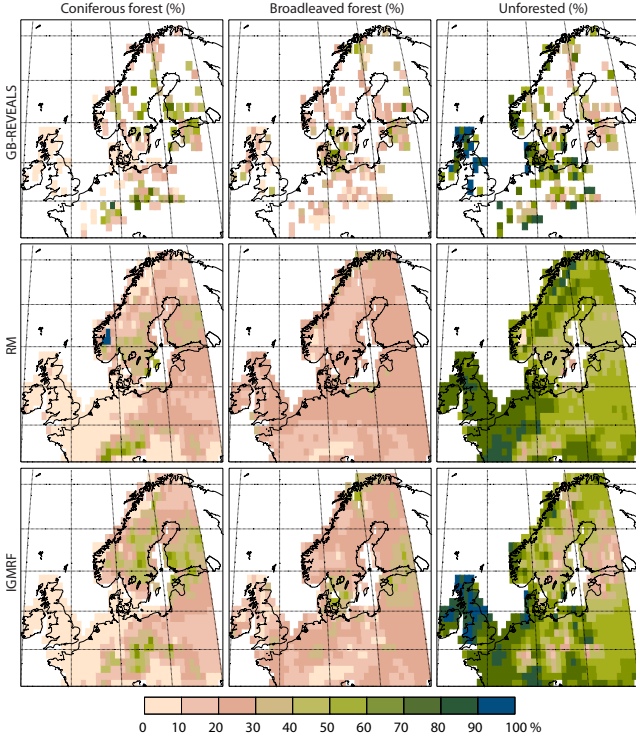 Coniferous forest (%) Broadleaved forest (%) Unforested (%)
GB-REVEALS
RM
IGMRF
0 10 20 30 40 50 60 70 80 90 100 %